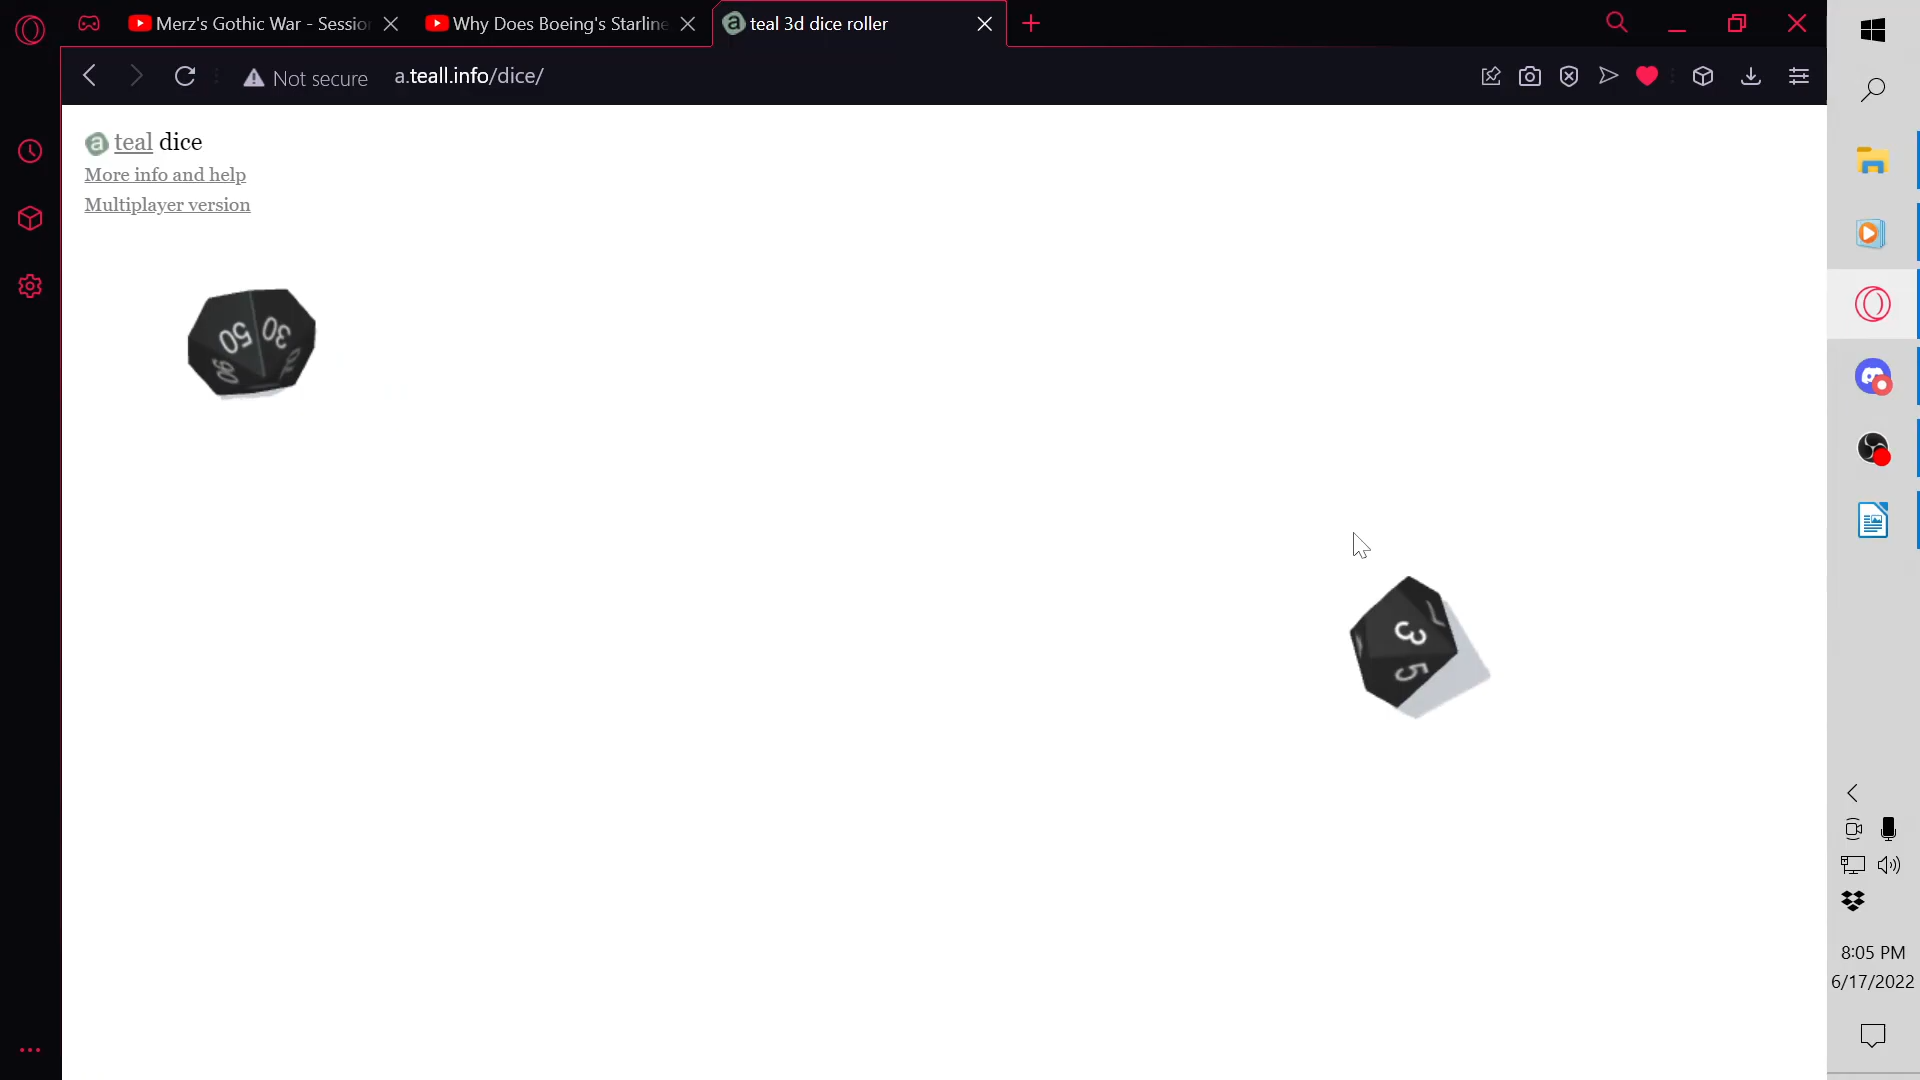 Merz's Gothic War - Sessio
Why Does Boeing's Starline
a teal 3d dice roller
Not secure
a.teall.info/dice/
a teal dice
More info and help
Multiplayer version
50
30
90
3
5
8:05 PM
6/17/2022